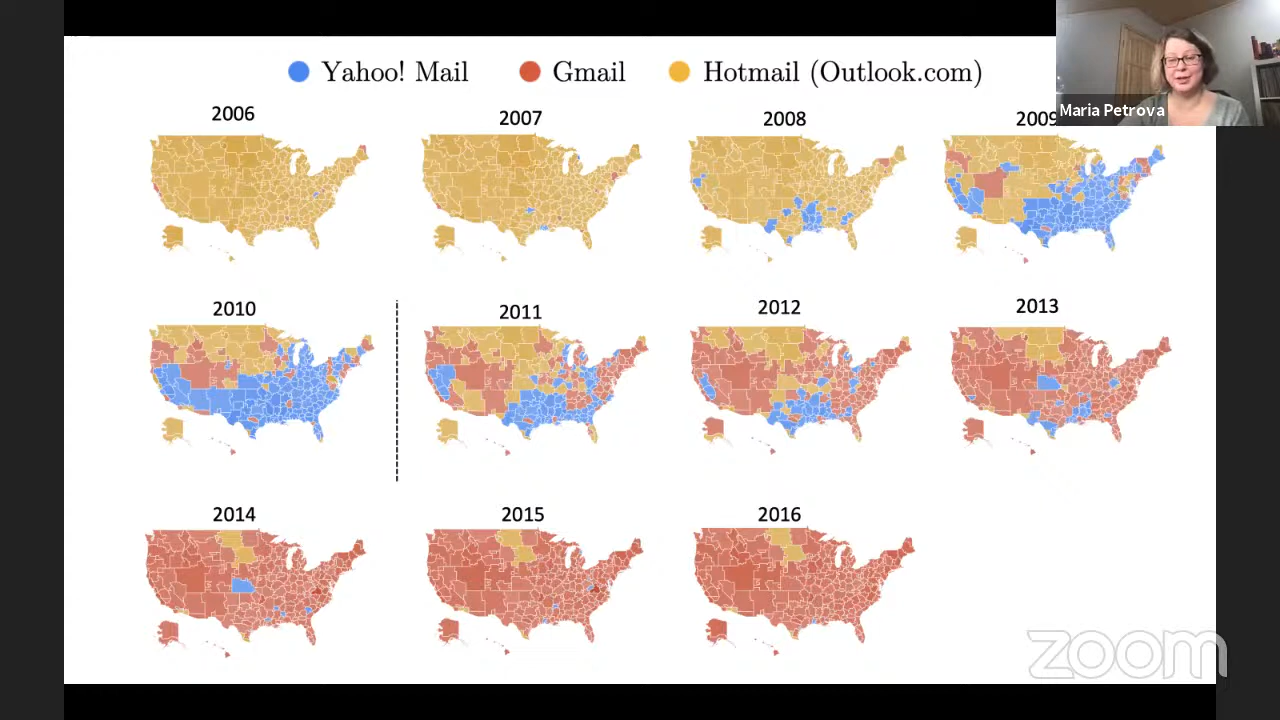 Yahoo! Mail Gmail Hotmail (Outlook.com)
Maria Petrova
2006 2007 2008 2009
2010 2011 2012 2013
2014 2015 2016
zoom